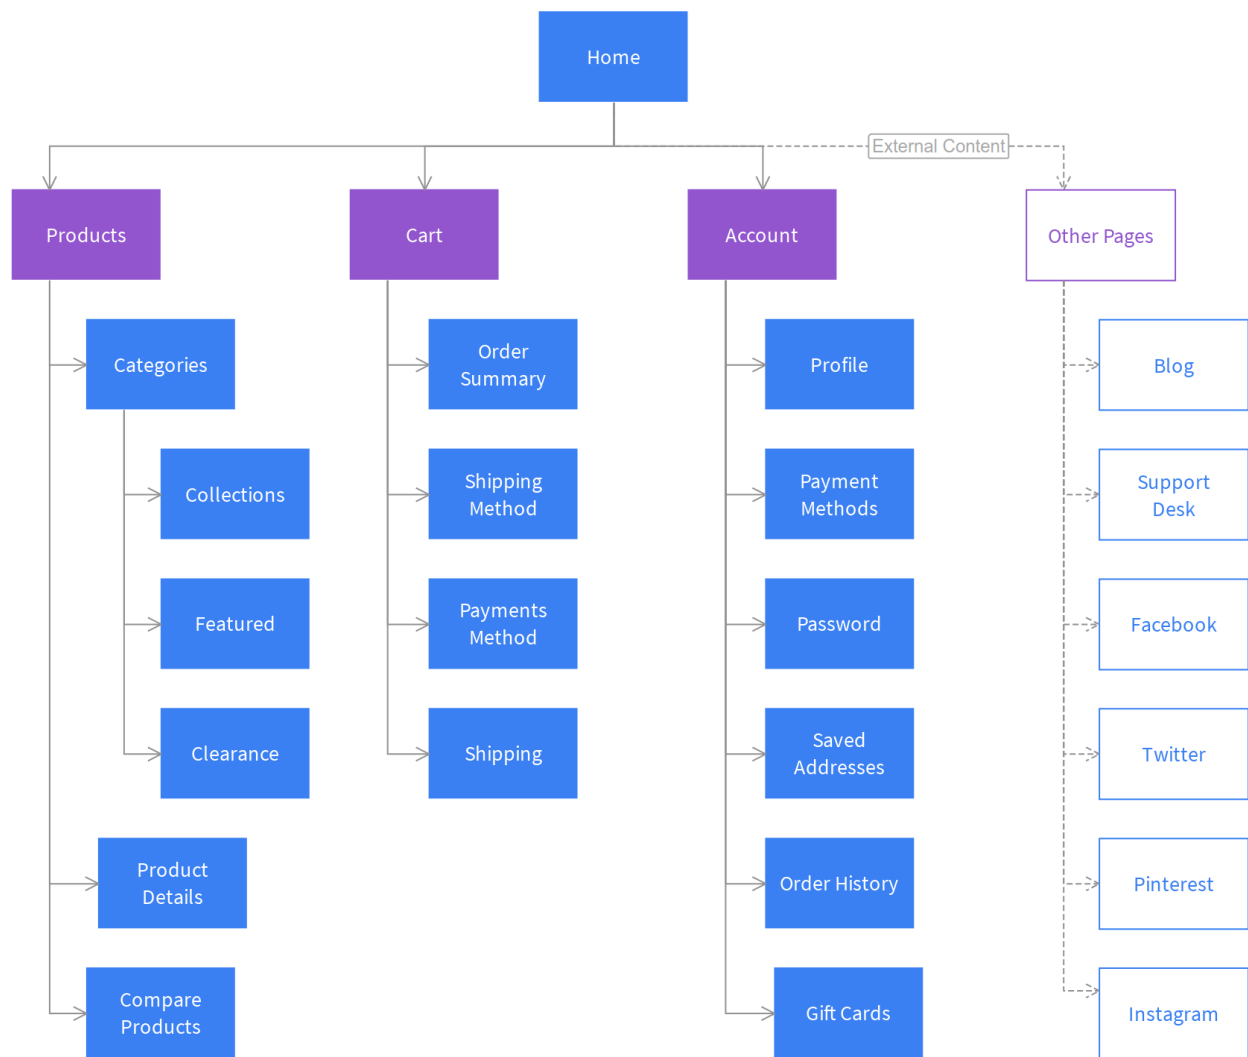 Home
External Content
Products
Cart
Account
Other Pages
Categories
Order
Summary
Profile
Blog
Collections
Shipping
Method
Payment
Methods
Support
Desk
Featured
Payments
Method
Password
Facebook
Clearance
Shipping
Saved
Addresses
Twitter
Product
Details
Order History
Pinterest
Compare
Products
Gift Cards
Instagram